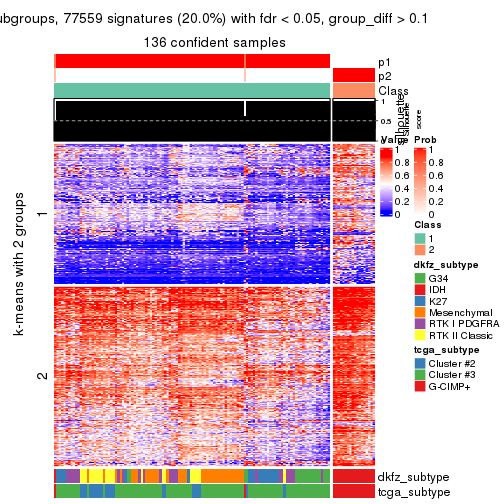 ubgroups, 77559 signatures (20.0%) with fdr < 0.05, group_diff > 0.1
136 confident samples
p1
p2
Class
1
0.5
0
silhouette
Silhouette
score
k-means with 2 groups
1
2
Value
1
0.8
0.6
0.4
0.2
0
Prob
1
0.8
0.6
0.4
0.2
0
Class
1
2
dkfz_subtype
G34
IDH
K27
Mesenchymal
RTK I PDGFRA
RTK II Classic
tcga_subtype
Cluster #2
Cluster #3
G-CIMP+
dkfz_subtype
tcga_subtype